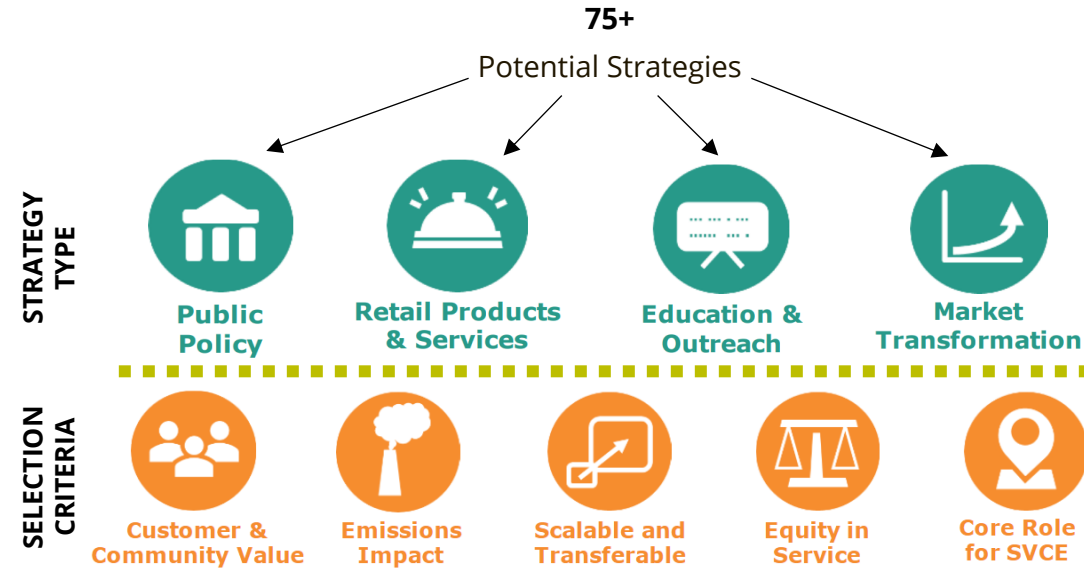 75+
Potential Strategies
STRATEGY
TYPE
Public
Policy
Retail Products
& Services
Education &
Outreach
Market
Transformation
SELECTION
CRITERIA
Customer &
Community Value
Emissions
Impact
Scalable and
Transferable
Equity in
Service
Core Role
for SVCE